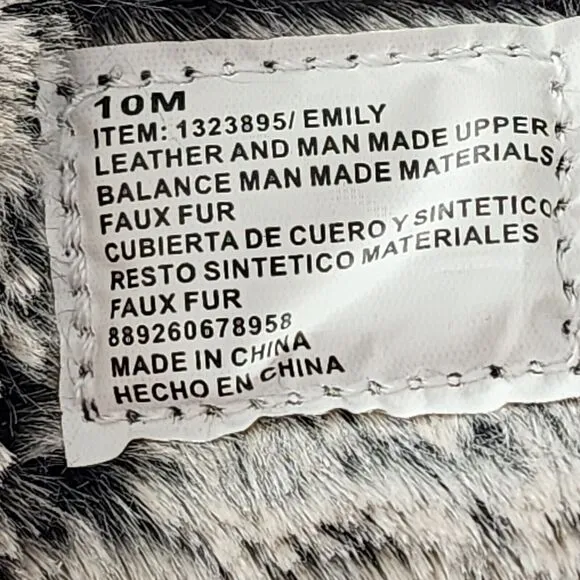 10M
ITEM: 1323895/ EMILY
LEATHER AND MAN MADE UPPER
BALANCE MAN MADE MATERIALS
FAUX FUR
CUBIERTA DE CUERO Y SINTETICO
RESTO SINTETICO MATERIALES
FAUX FUR
889260678958
MADE IN CHINA
HECHO EN CHINA